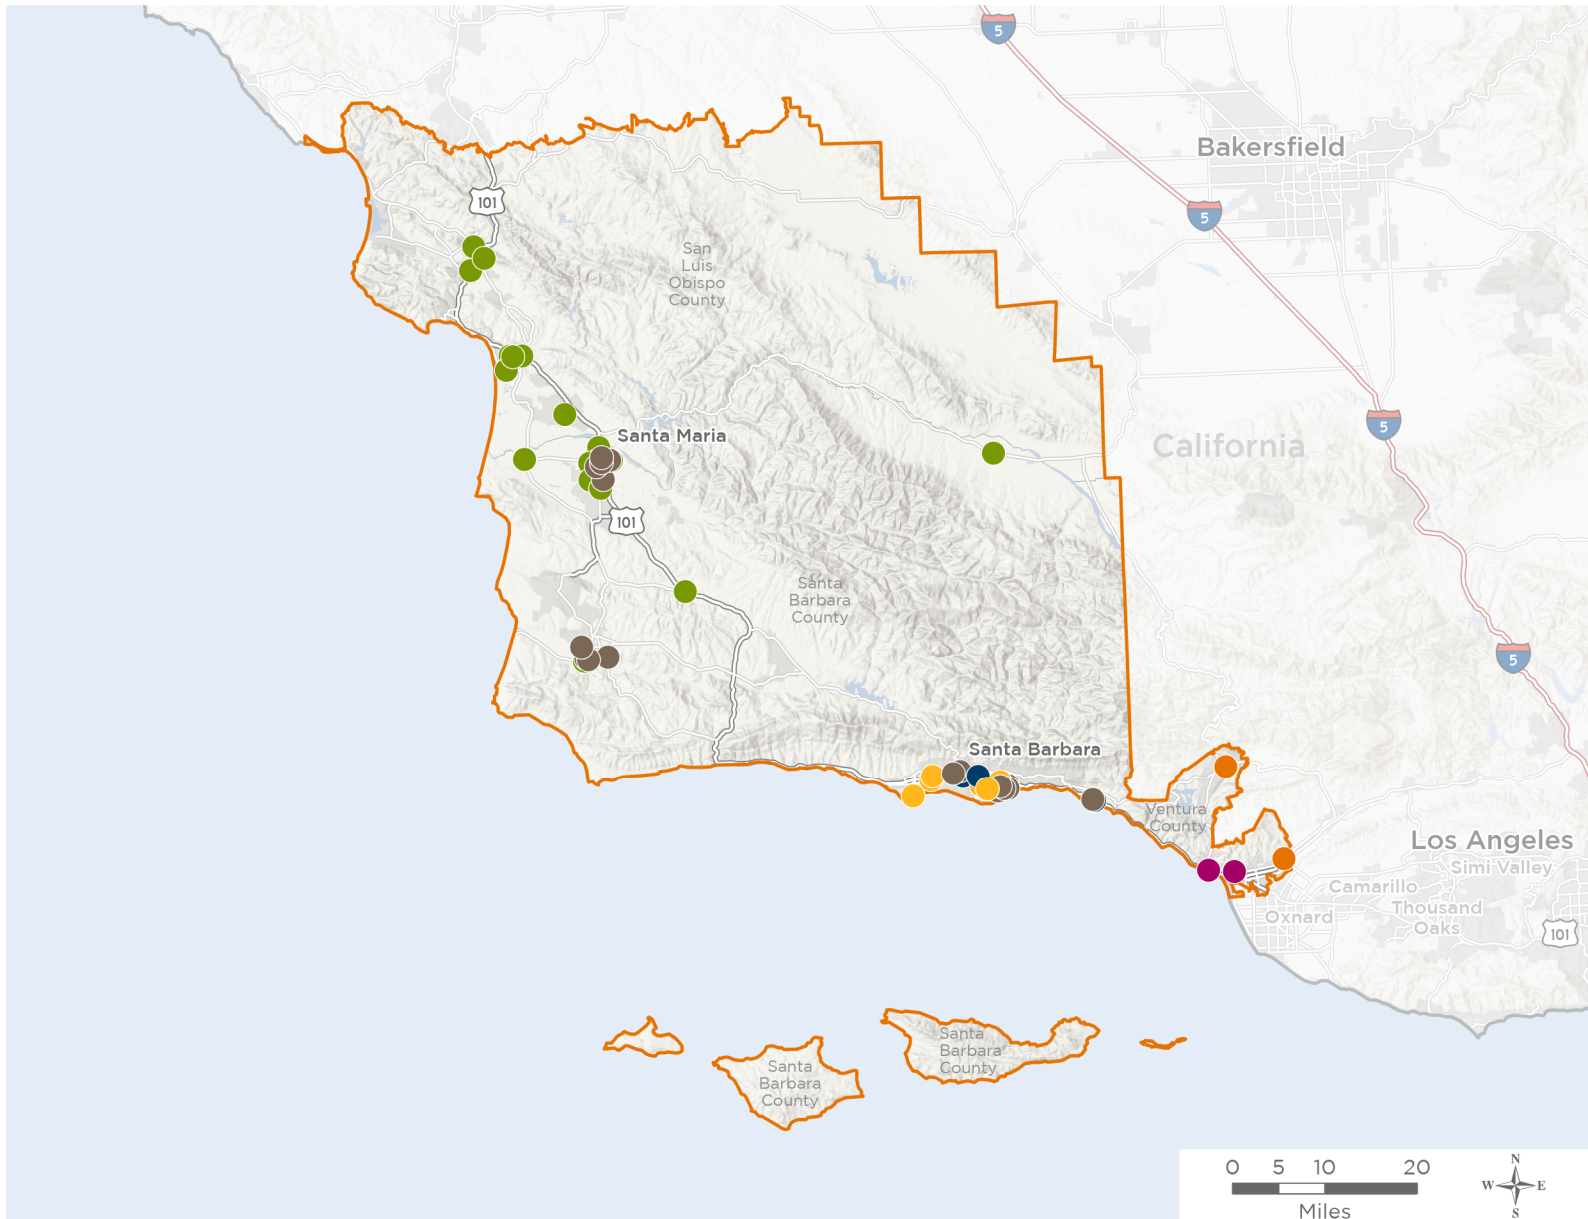 5
Bakersfield
101
5
San
Luis
Obispo
County
5
Santa Maria
California
101
Santa
Barbara
County
5
Santa Barbara
Ventura
County
Los Angeles
Simi Valley
Camarillo
Thousand
Oaks
Oxnard
101
Santa
Barbara
County
Santa
Barbara
County
0 5 10 20
Miles
N
W E
S